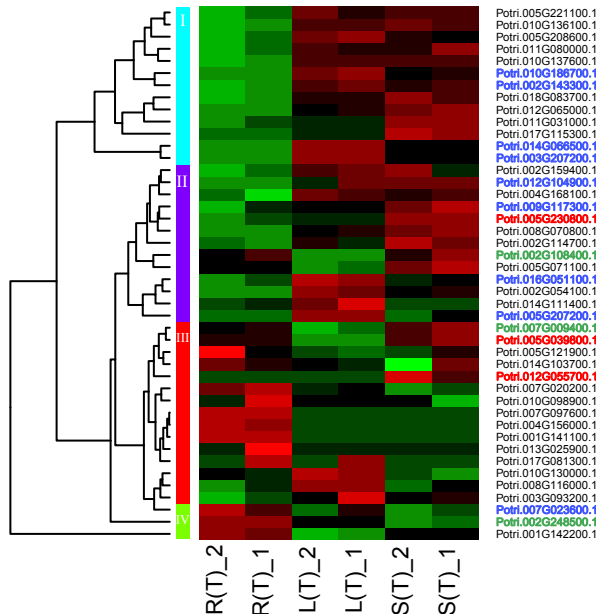 I
II
III
IV
Potri.005G221100.1
Potri.010G136100.1
Potri.005G208600.1
Potri.011G080000.1
Potri.010G137600.1
Potri.010G186700.1
Potri.002G143300.1
Potri.018G083700.1
Potri.012G065000.1
Potri.011G031000.1
Potri.017G115300.1
Potri.014G066500.1
Potri.003G207200.1
Potri.002G159400.1
Potri.012G104900.1
Potri.004G168100.1
Potri.009G117300.1
Potri.005G230800.1
Potri.008G070800.1
Potri.002G114700.1
Potri.002G108400.1
Potri.005G071100.1
Potri.016G051100.1
Potri.002G054100.1
Potri.014G111400.1
Potri.005G207200.1
Potri.007G009400.1
Potri.005G039800.1
Potri.005G121900.1
Potri.014G103700.1
Potri.012G055700.1
Potri.007G020200.1
Potri.010G098900.1
Potri.007G097600.1
Potri.004G156000.1
Potri.001G141100.1
Potri.013G025900.1
Potri.017G081300.1
Potri.010G130000.1
Potri.008G116000.1
Potri.003G093200.1
Potri.007G023600.1
Potri.002G248500.1
Potri.001G142200.1
R(T)_2
R(T)_1
L(T)_2
L(T)_1
S(T)_2
S(T)_1